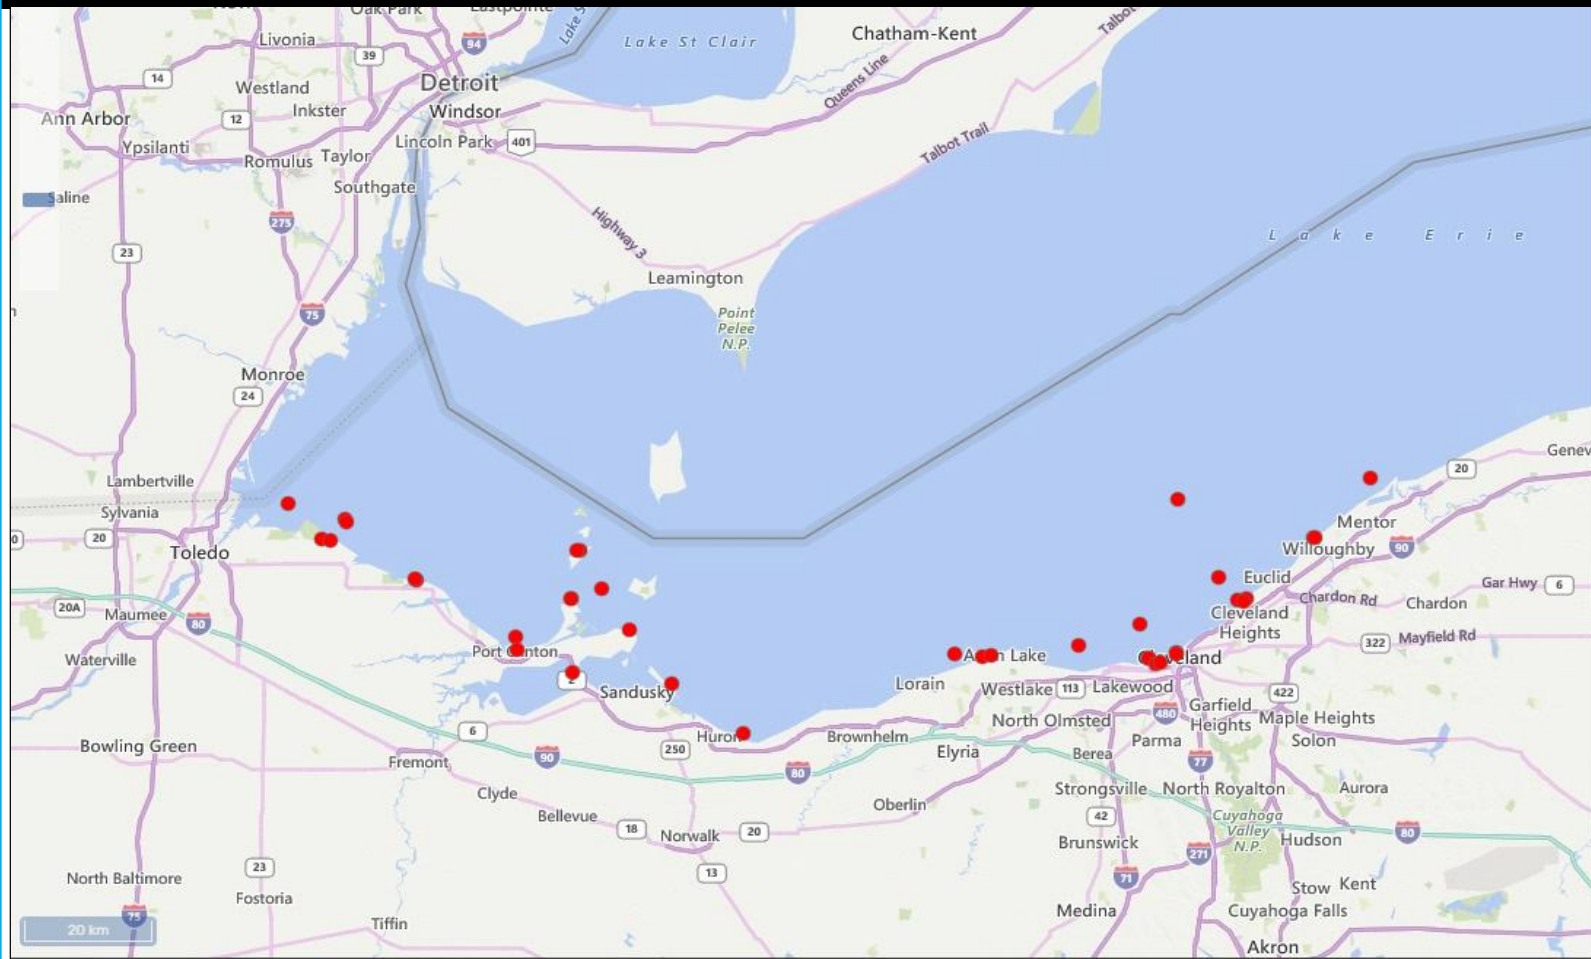 Oak Park
Eastpointe
Lake S
Livonia
39
94
Lake St Clair
Chatham-Kent
Talbot
14
Westland
Detroit
Queens Line
Inkster
Windsor
Ann Arbor
12
Lincoln Park
401
Ypsilanti
Romulus
Taylor
Talbot Trail
Southgate
Saline
275
Highway 3
Lake Erie
23
Leamington
75
Point
Pelee
N.P.
Monroe
24
Lambertville
Sylvania
20
Toledo
20
Genev
Mentor
Willoughby
90
Euclid
Gar Hwy
6
Chardon Rd
Chardon
20A
Maumee
80
Cleveland
Heights
322
Mayfield Rd
Waterville
Port Clinton
2
Sandusky
Lake
Cleveland
Lorain
Westlake
113
Lakewood
422
480
Garfield
Heights
Maple Heights
North Olmsted
Solon
6
Huron
250
Brownhelm
Elyria
Parma
Berea
Bowling Green
90
Fremont
80
77
Clyde
Strongsville
North Royalton
Aurora
Bellevue
Oberlin
42
Cuyahoga
Valley
N.P.
18
Norwalk
20
80
Brunswick
Hudson
271
23
13
71
North Baltimore
Stow
Kent
Fostoria
Medina
Cuyahoga Falls
75
Tiffin
20 km
Akron